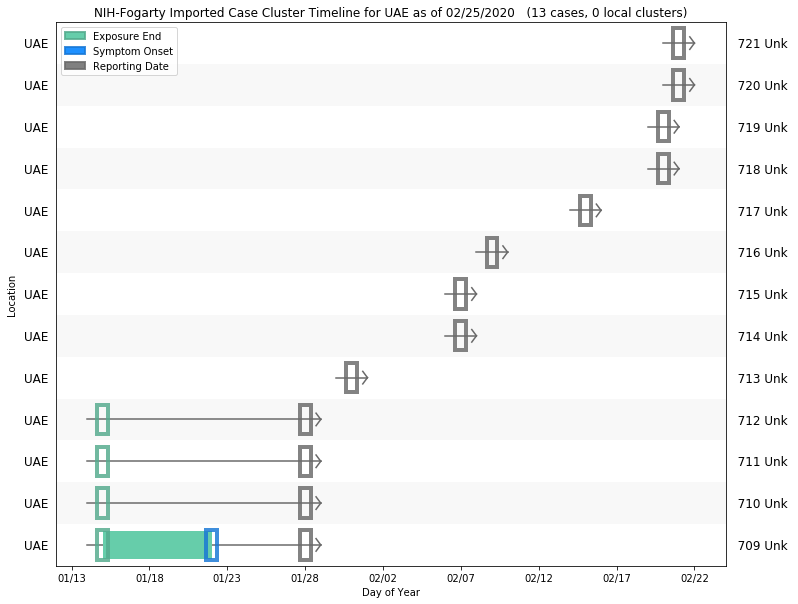 NIH-Fogarty Imported Case Cluster Timeline for UAE as of 02/25/2020 (13 cases, 0 local clusters)
Exposure End
Symptom Onset
Reporting Date
UAE 721 Unk
UAE 720 Unk
UAE 719 Unk
UAE 718 Unk
UAE 717 Unk
UAE 716 Unk
UAE 715 Unk
UAE 714 Unk
UAE 713 Unk
UAE 712 Unk
UAE 711 Unk
UAE 710 Unk
UAE 709 Unk
Location
01/13 01/18 01/23 01/28 02/02 02/07 02/12 02/17 02/22
Day of Year